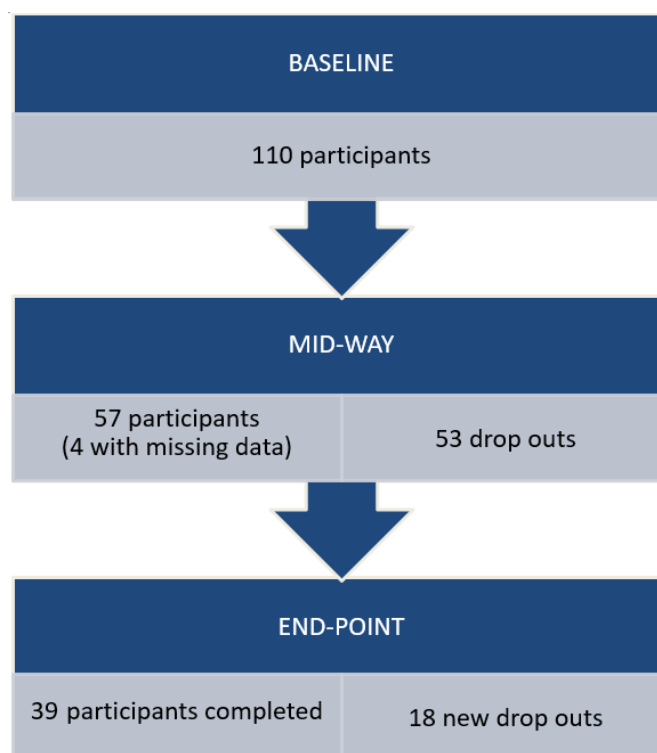 BASELINE
110 participants
MID-WAY
57 participants
(4 with missing data)
53 drop outs
END-POINT
39 participants completed
18 new drop outs